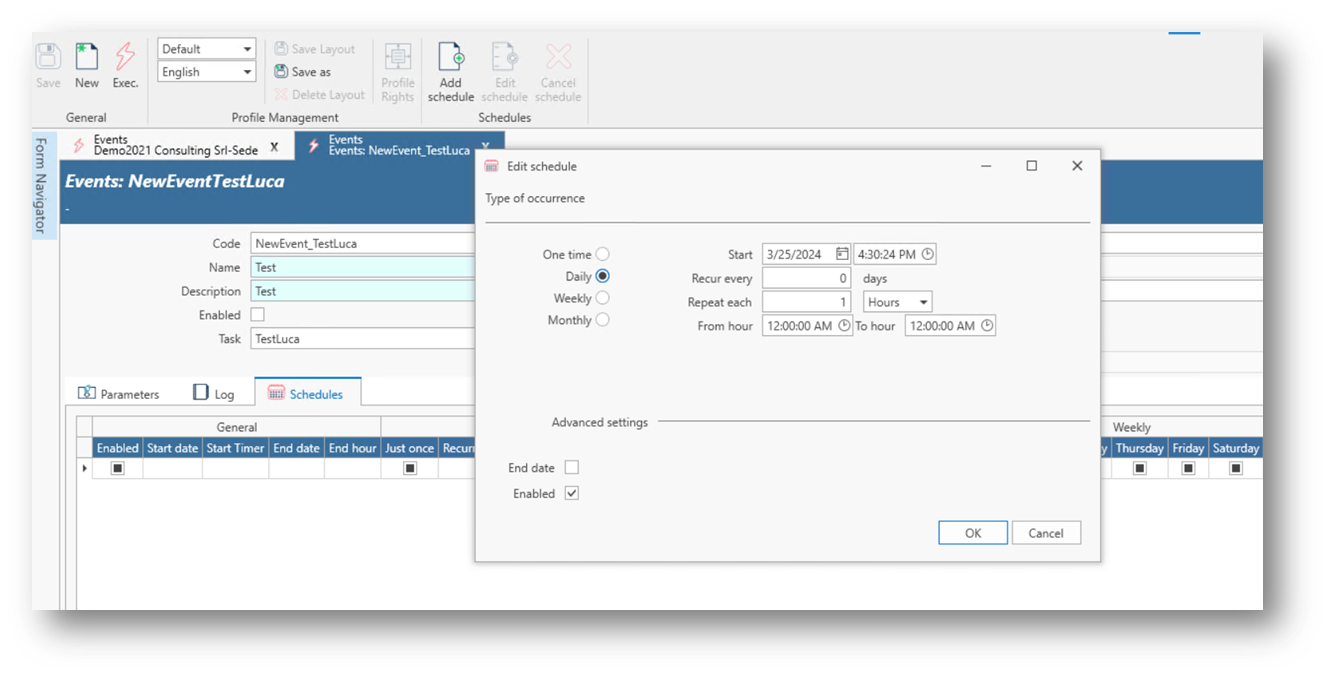 Default
Save Layout
English
Save as
Delete Layout
Save
New
Exec.
Profile
Rights
Add
schedule
Edit
schedule
Cancel
schedule
General
Profile Management
Schedules
Form Navigator
Events
Demo2021 Consulting Srl-Sede X
Events
Events: NewEvent_TestLuca X
Events: NewEventTestLuca
-
Code NewEvent_TestLuca
Name Test
Description Test
Enabled
Task TestLuca
Parameters Log Schedules
General Weekly
Enabled Start date Start Timer End date End hour Just once Recurr
y Thursday Friday Saturday
Edit schedule
Type of occurrence
One time
Daily
Weekly
Monthly
Start 3/25/2024 4:30:24 PM
Recur every 0 days
Repeat each 1 Hours
From hour 12:00:00 AM To hour 12:00:00 AM
Advanced settings
End date
Enabled
OK Cancel